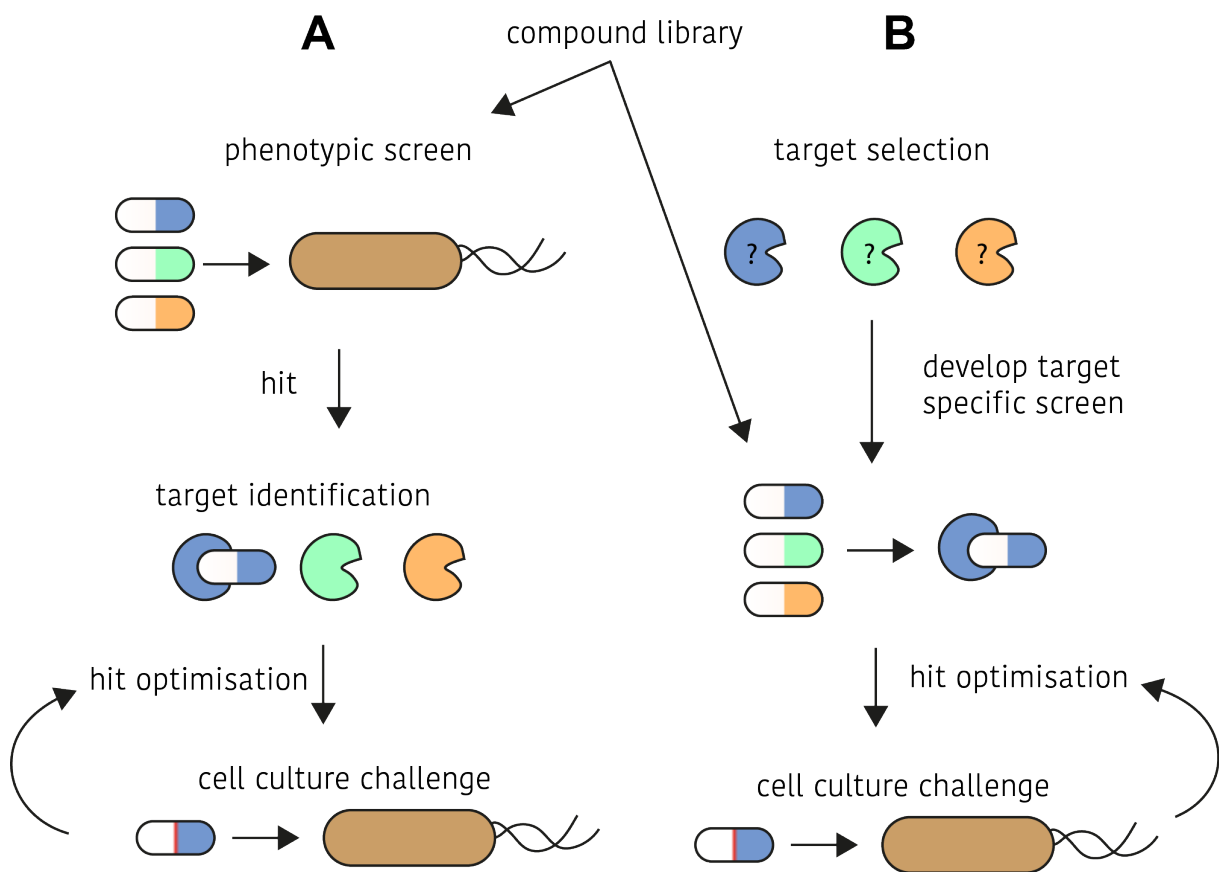 A
compound library
B
phenotypic screen
target selection
?
?
?
hit
develop target
specific screen
target identification
hit optimisation
hit optimisation
cell culture challenge
cell culture challenge